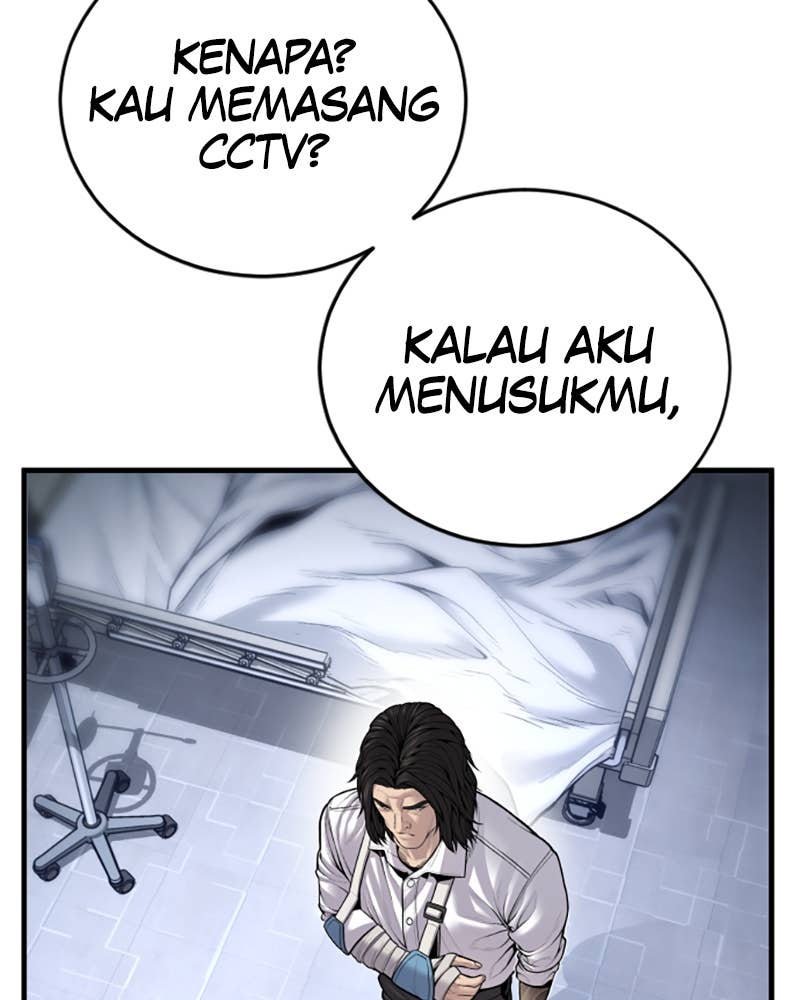 KENAPA?
KAU MEMASANG
CCTV?
KALAU AKU
MENUSUKMU,